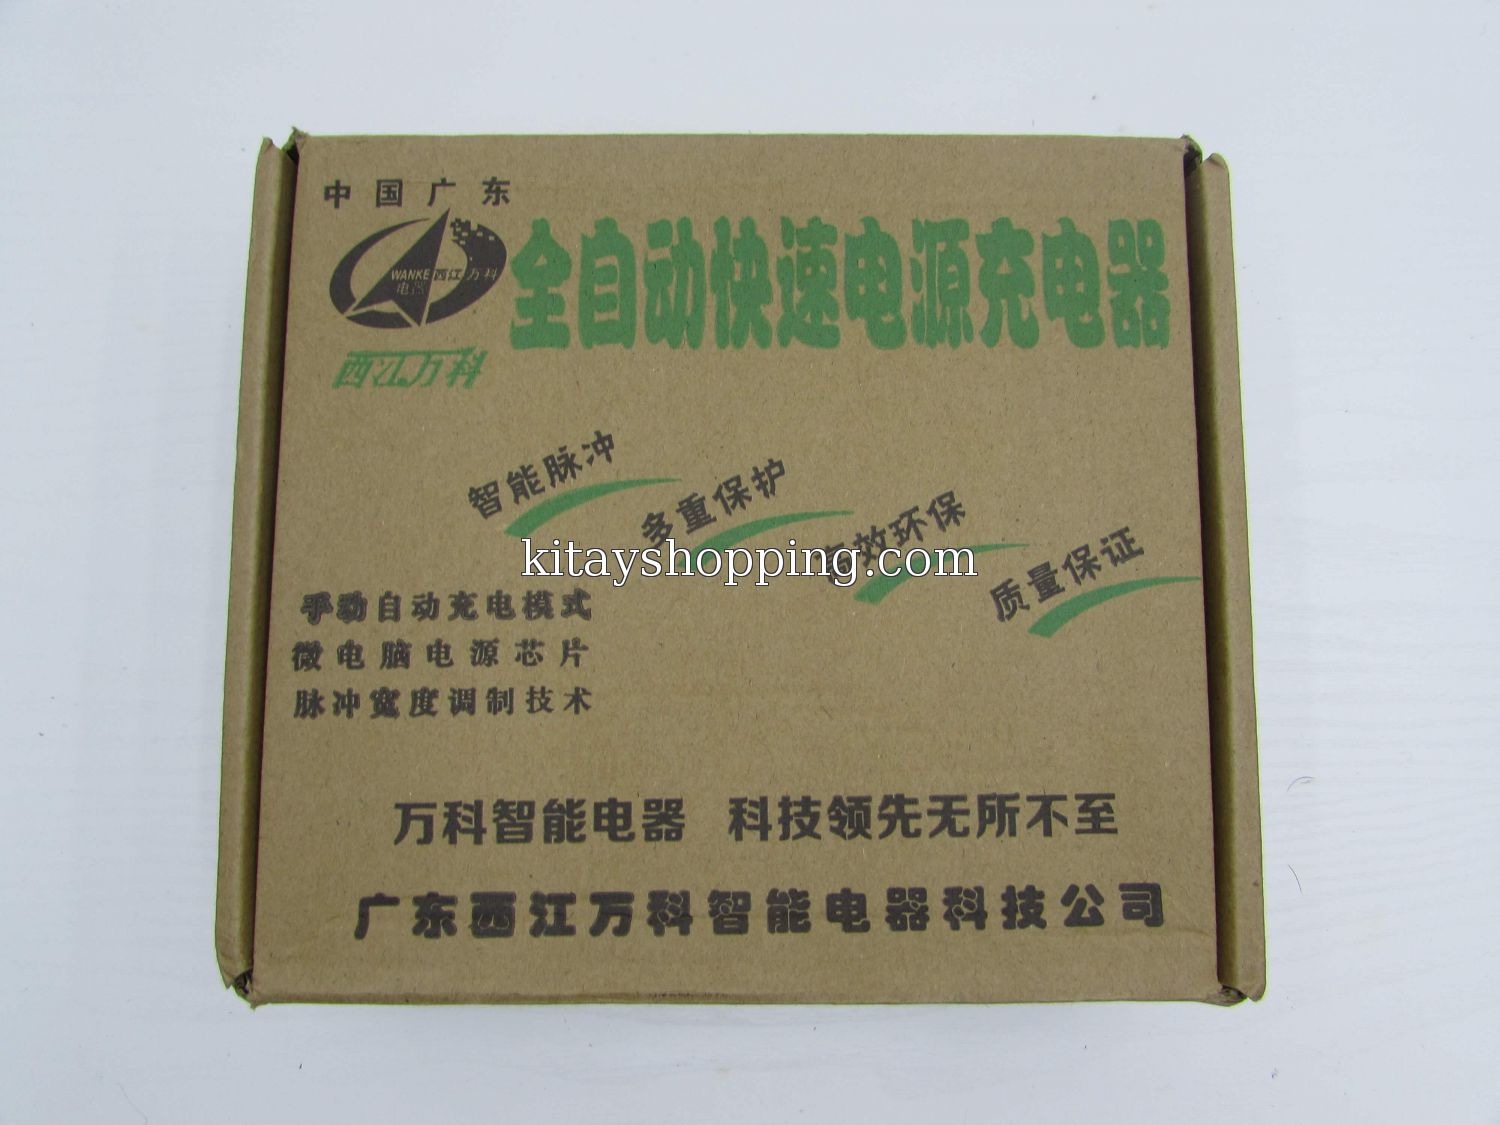 中国广东
WANKE 西江万科
电器
全自动快速电源充电器
西江万科
智能脉冲
多重保护
高效环保
质量保证
kitayshopping.com
手动自动充电模式
微电脑电源芯片
脉冲宽度调制技术
万科智能电器 科技领先无所不至
广东西江万科智能电器科技公司